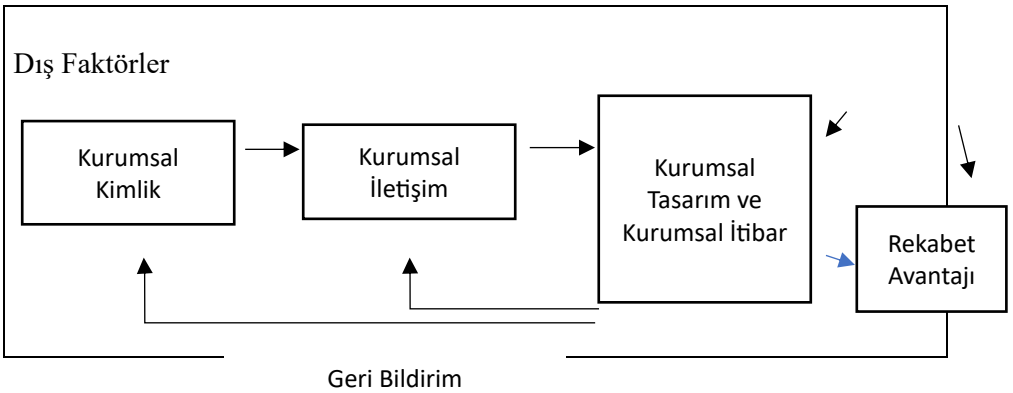 Dış Faktörler
Kurumsal
Kimlik
Kurumsal
İletişim
Kurumsal
Tasarım ve
Kurumsal İtibar
Rekabet
Avantajı
Geri Bildirim